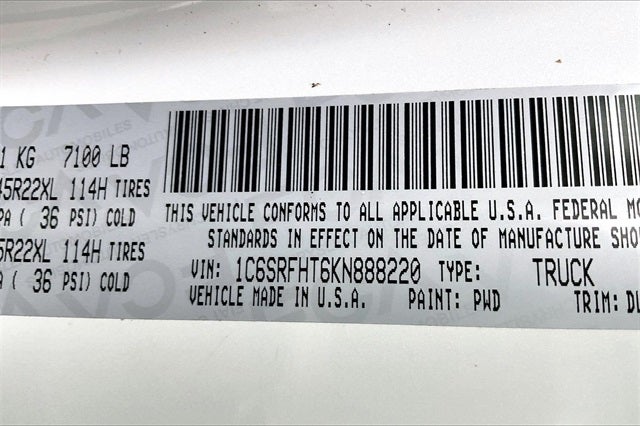 1 KG 7100 LB
45R22XL 114H TIRES
PA ( 36 PSI) COLD
5R22XL 114H TIRES
A ( 36 PSI) COLD
THIS VEHICLE CONFORMS TO ALL APPLICABLE U.S.A. FEDERAL MO
STANDARDS IN EFFECT ON THE DATE OF MANUFACTURE SHO
VIN: 1C6SRFHT6KN888220 TYPE: TRUCK
VEHICLE MADE IN U.S.A. PAINT: PWD TRIM: DL